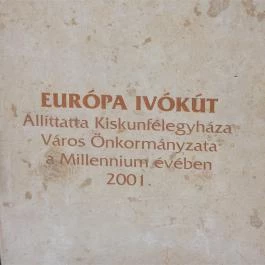 EURÓPA IVÓKÚT
Állíttatta Kiskunfélegyháza
Város Önkormányzata
a Millennium évében
2001.